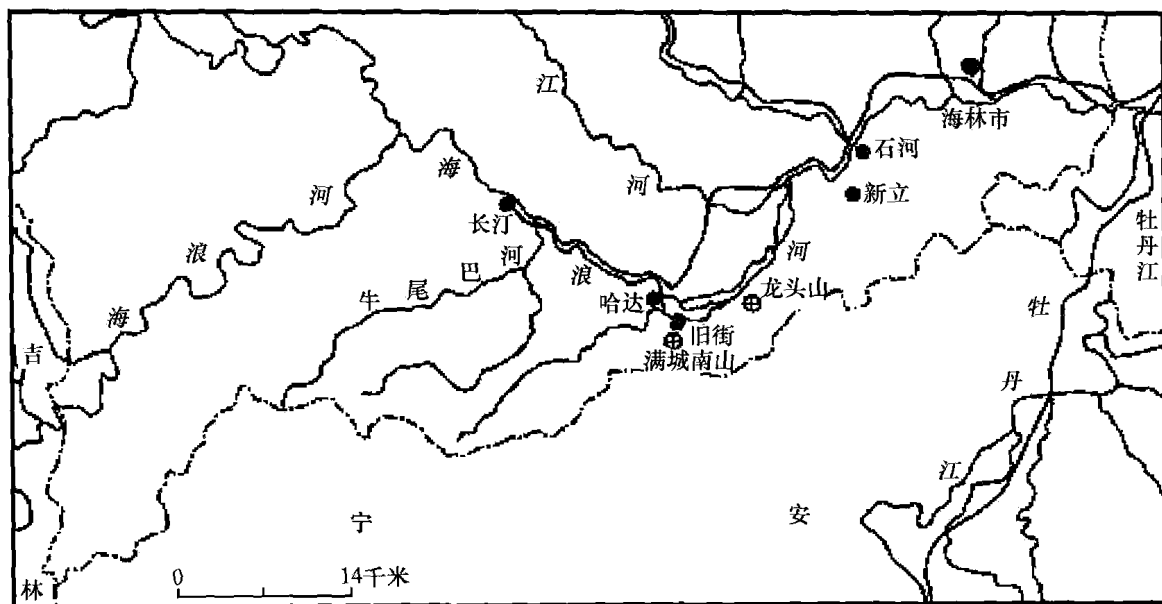 江
河
海
浪
河
海林市
石河
新立
长汀
海
浪
河
牛尾巴河
哈达
旧街
满城南山
龙头山
牡丹江
牡
丹
江
吉
林
宁
安
0
14千米